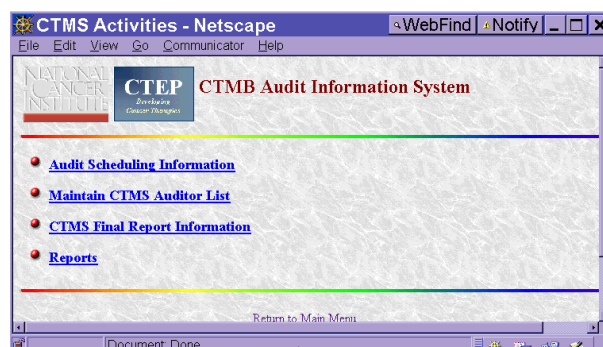 CTMS Activities - Netscape
WebFind Notify
File Edit View Go Communicator Help
NATIONAL
CANCER
INSTITUTE
CTEP
Developing
Cancer Therapies
CTMB Audit Information System
Audit Scheduling Information
Maintain CTMS Auditor List
CTMS Final Report Information
Reports
Return to Main Menu
Document: Done